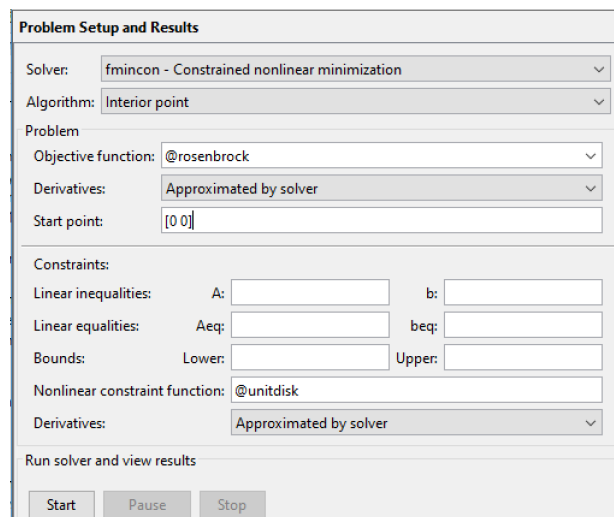 Problem Setup and Results
Solver: fmincon - Constrained nonlinear minimization
Algorithm: Interior point
Problem
Objective function: @rosenbrock
Derivatives: Approximated by solver
Start point: [0 0]
Constraints:
Linear inequalities: A: b:
Linear equalities: Aeq: beq:
Bounds: Lower: Upper:
Nonlinear constraint function: @unitdisk
Derivatives: Approximated by solver
Run solver and view results
Start Pause Stop